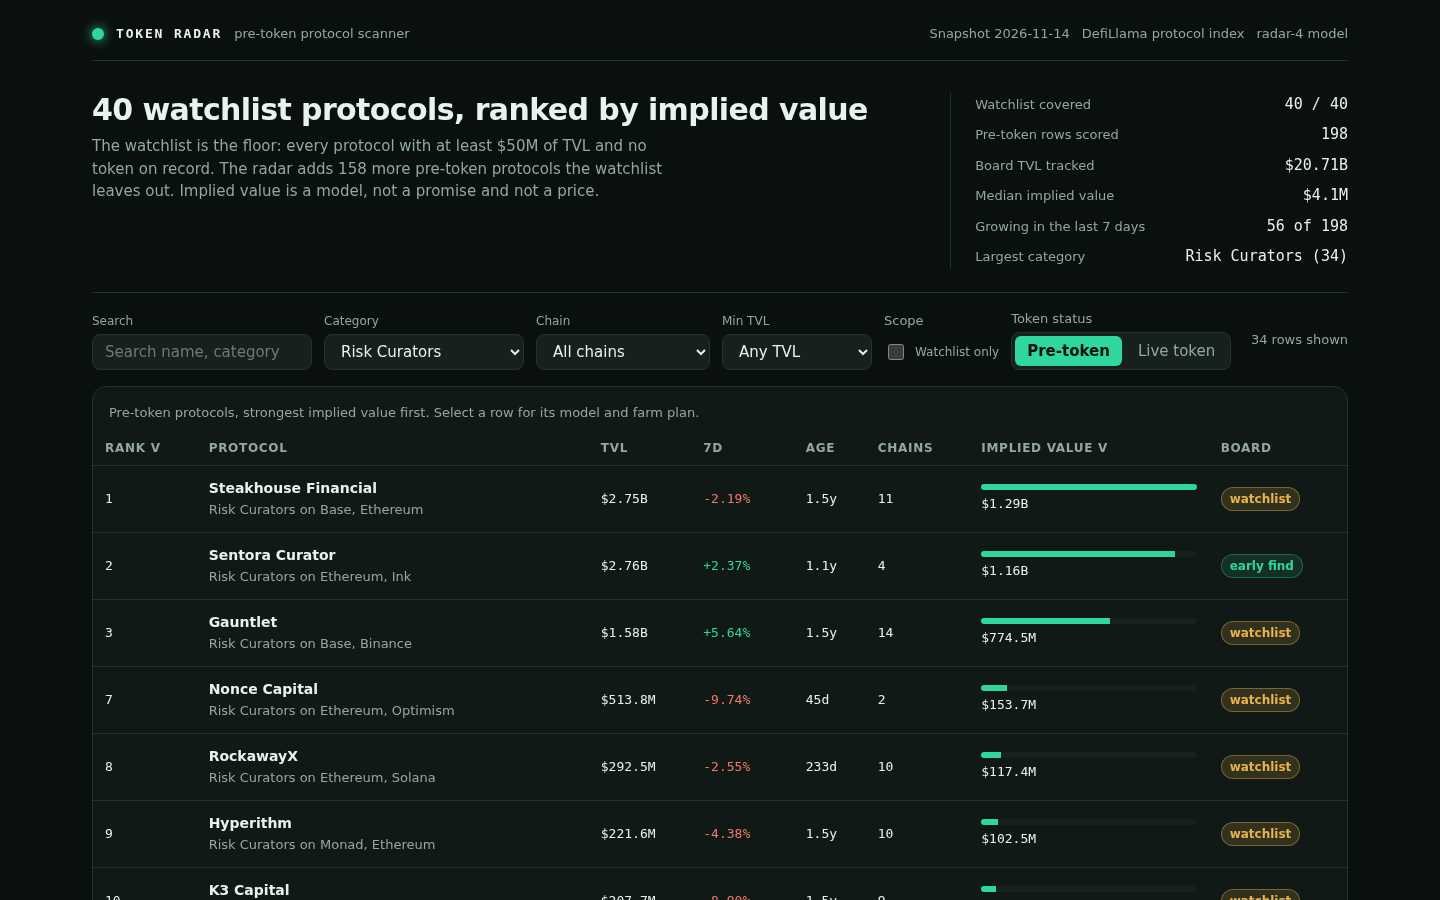 TOKEN RADAR pre-token protocol scanner
Snapshot 2026-11-14 DefiLlama protocol index radar-4 model
40 watchlist protocols, ranked by implied value
The watchlist is the floor: every protocol with at least $50M of TVL and no
token on record. The radar adds 158 more pre-token protocols the watchlist
leaves out. Implied value is a model, not a promise and not a price.
Watchlist covered 40 / 40
Pre-token rows scored 198
Board TVL tracked $20.71B
Median implied value $4.1M
Growing in the last 7 days 56 of 198
Largest category Risk Curators (34)
Search Category Chain Min TVL Scope Token status
Search name, category Risk Curators All chains Any TVL Watchlist only Pre-token Live token 34 rows shown
Pre-token protocols, strongest implied value first. Select a row for its model and farm plan.
RANK V PROTOCOL TVL 7D AGE CHAINS IMPLIED VALUE V BOARD
1 Steakhouse Financial $2.75B -2.19% 1.5y 11 $1.29B watchlist
Risk Curators on Base, Ethereum
2 Sentora Curator $2.76B +2.37% 1.1y 4 $1.16B early find
Risk Curators on Ethereum, Ink
3 Gauntlet $1.58B +5.64% 1.5y 14 $774.5M watchlist
Risk Curators on Base, Binance
7 Nonce Capital $513.8M -9.74% 45d 2 $153.7M watchlist
Risk Curators on Ethereum, Optimism
8 RockawayX $292.5M -2.55% 233d 10 $117.4M watchlist
Risk Curators on Ethereum, Solana
9 Hyperithm $221.6M -4.38% 1.5y 10 $102.5M watchlist
Risk Curators on Monad, Ethereum
K3 Capital